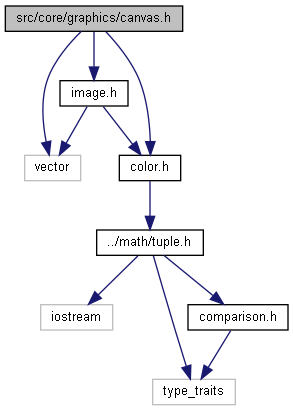 src/core/graphics/canvas.h
image.h
vector
color.h
../math/tuple.h
iostream
comparison.h
type_traits